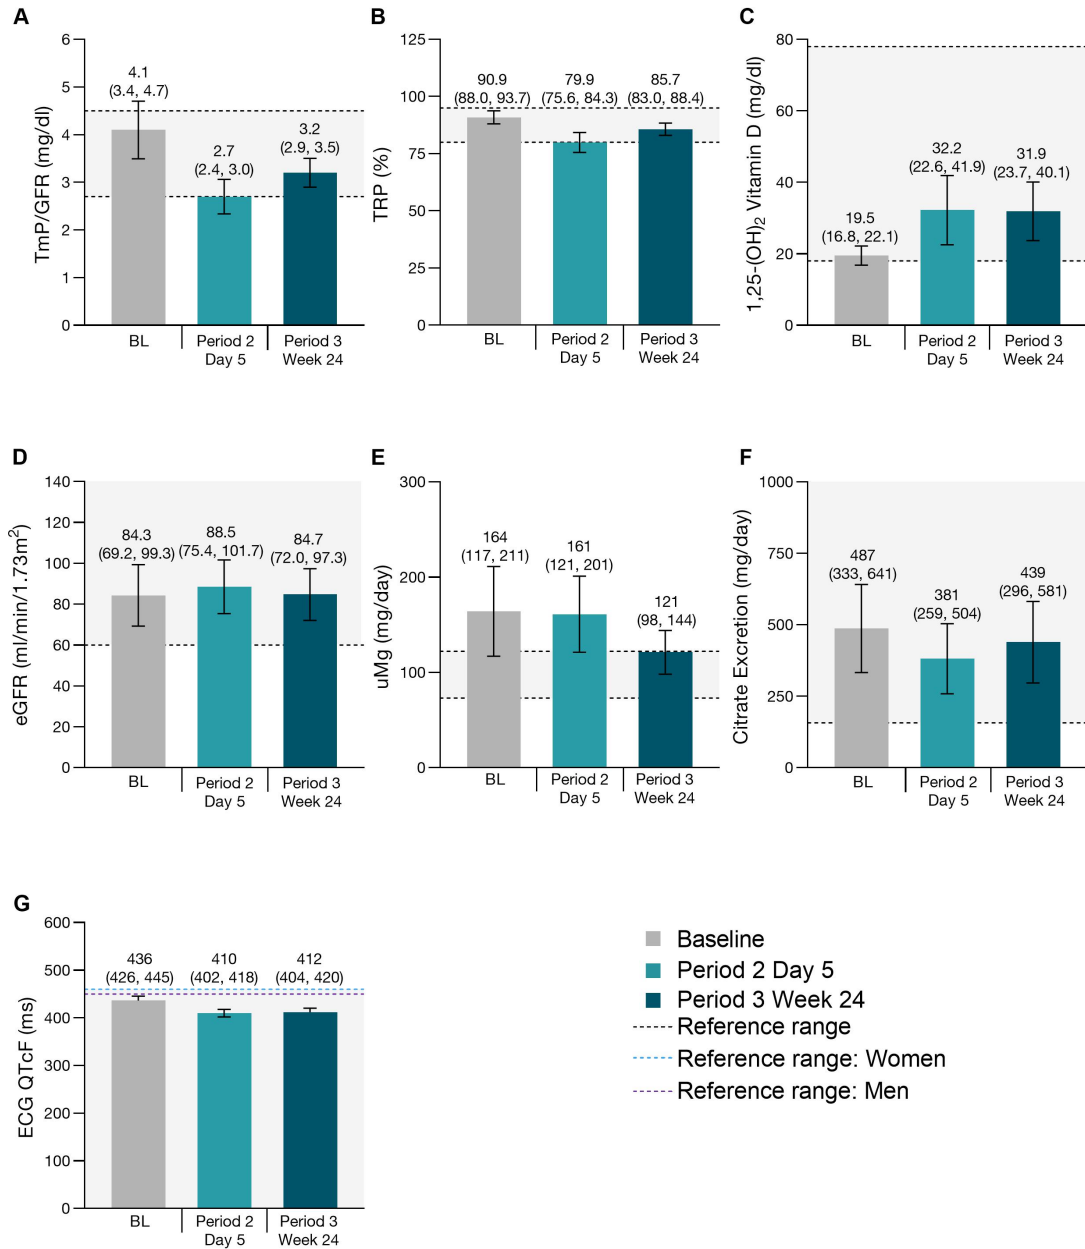 A
TmP/GFR (mg/dl)
6
5
4
3
2
1
0
4.1
(3.4, 4.7)
2.7
(2.4, 3.0)
3.2
(2.9, 3.5)
BL
Period 2
Day 5
Period 3
Week 24
B
TRP (%)
125
100
75
50
25
0
90.9
(88.0, 93.7)
79.9
(75.6, 84.3)
85.7
(83.0, 88.4)
BL
Period 2
Day 5
Period 3
Week 24
C
1,25-(OH)₂ Vitamin D (mg/dl)
80
60
40
20
0
19.5
(16.8, 22.1)
32.2
(22.6, 41.9)
31.9
(23.7, 40.1)
BL
Period 2
Day 5
Period 3
Week 24
D
eGFR (ml/min/1.73m²)
140
120
100
80
60
40
20
0
84.3
(69.2, 99.3)
88.5
(75.4, 101.7)
84.7
(72.0, 97.3)
BL
Period 2
Day 5
Period 3
Week 24
E
uMg (mg/day)
300
200
100
0
164
(117, 211)
161
(121, 201)
121
(98, 144)
BL
Period 2
Day 5
Period 3
Week 24
F
Citrate Excretion (mg/day)
1000
750
500
250
0
487
(333, 641)
381
(259, 504)
439
(296, 581)
BL
Period 2
Day 5
Period 3
Week 24
G
ECG QTcF (ms)
600
500
400
300
200
100
0
436
(426, 445)
410
(402, 418)
412
(404, 420)
BL
Period 2
Day 5
Period 3
Week 24
Baseline
Period 2 Day 5
Period 3 Week 24
Reference range
Reference range: Women
Reference range: Men